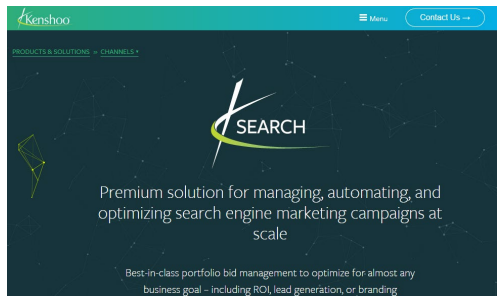 Kenshoo
Menu
Contact Us →
PRODUCTS & SOLUTIONS » CHANNELS
SEARCH
Premium solution for managing, automating, and
optimizing search engine marketing campaigns at
scale
Best-in-class portfolio bid management to optimize for almost any
business goal – including ROI, lead generation, or branding